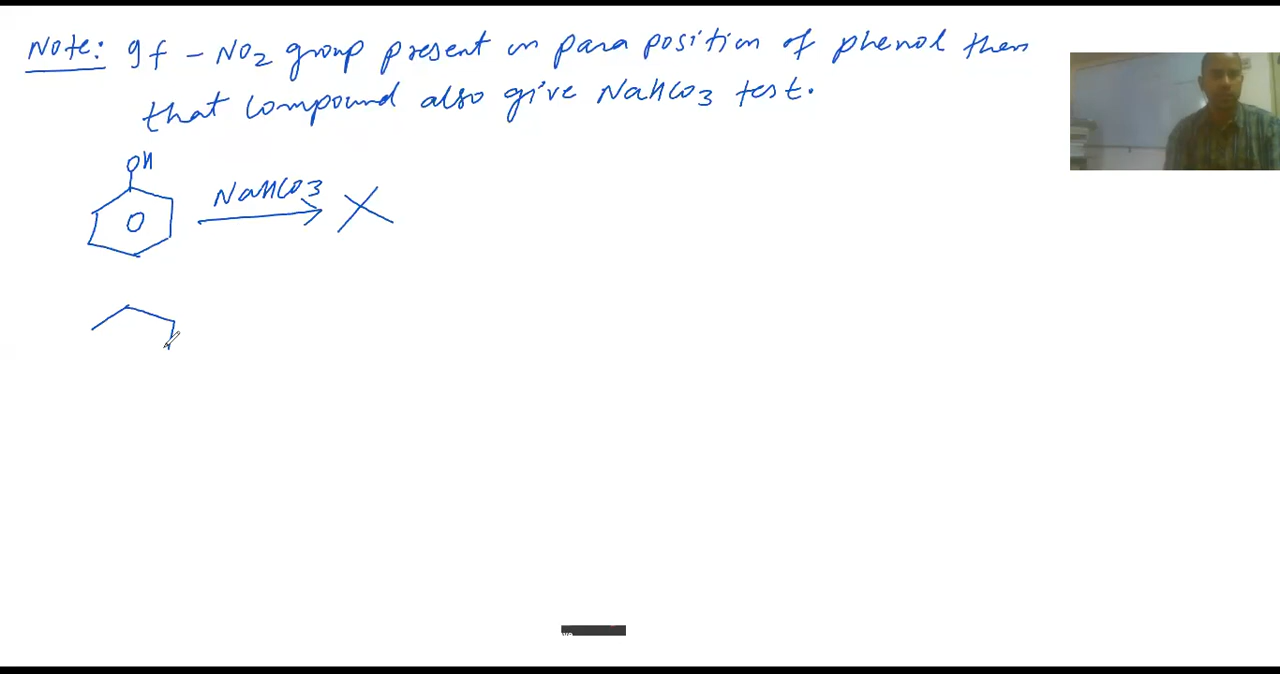 Note: If - NO2 group present in para position of phenol then
that compound also give NaHCO3 test.
OH
NaHCO3